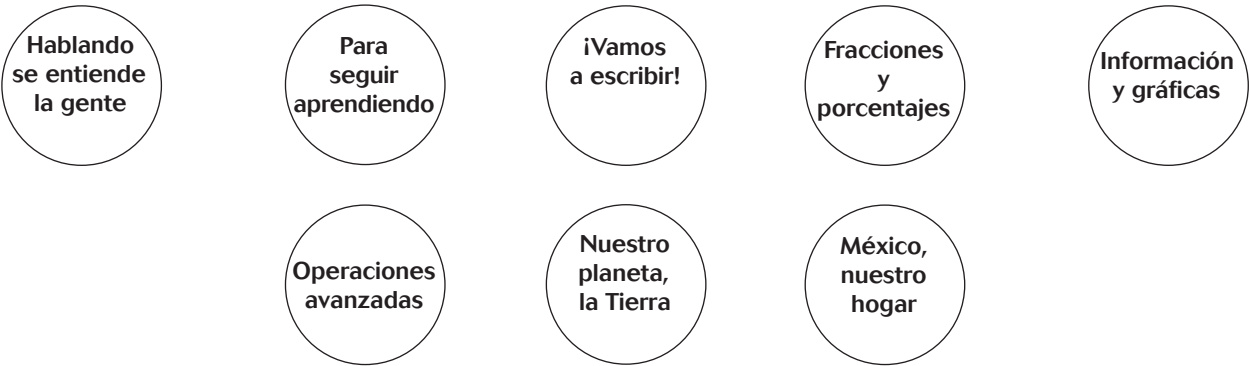 Hablando
se entiende
la gente
Para
seguir
aprendiendo
¡Vamos
a escribir!
Fracciones
y
porcentajes
Información
y gráficas
Operaciones
avanzadas
Nuestro
planeta,
la Tierra
México,
nuestro
hogar